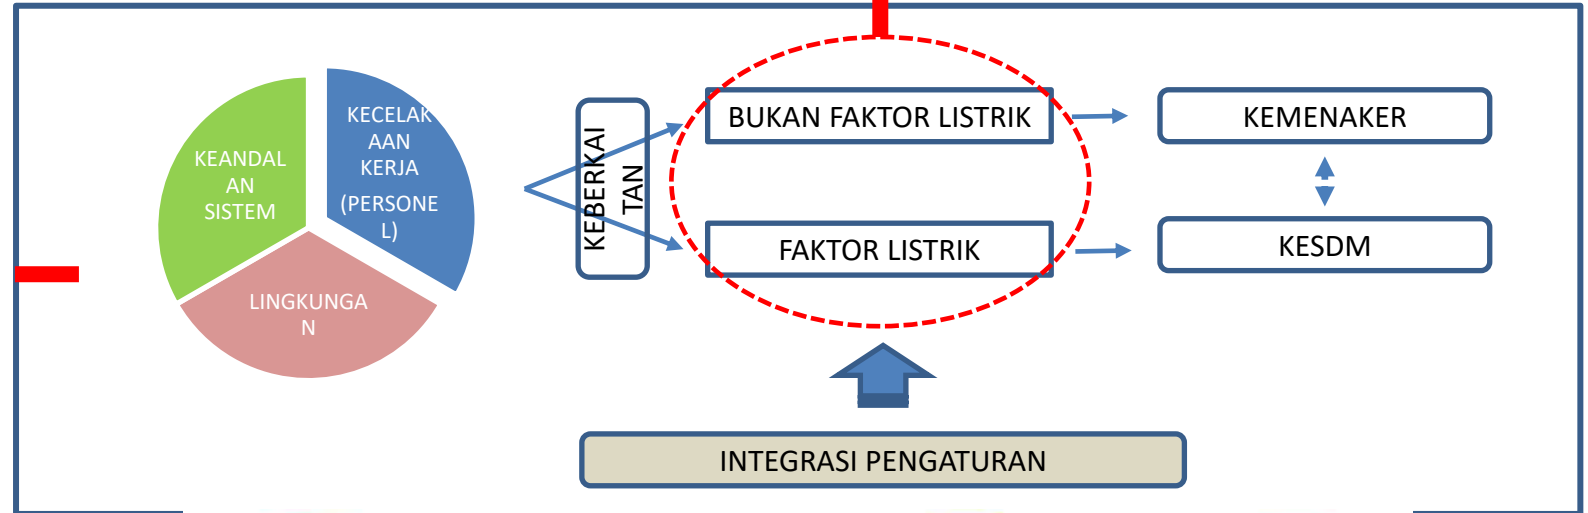 KEANDAL
AN
SISTEM
KECELAK
AAN
KERJA
(PERSONE
L)
LINGKUNGA
N
KEBERKAI
TAN
BUKAN FAKTOR LISTRIK
KEMENAKER
FAKTOR LISTRIK
KESDM
INTEGRASI PENGATURAN